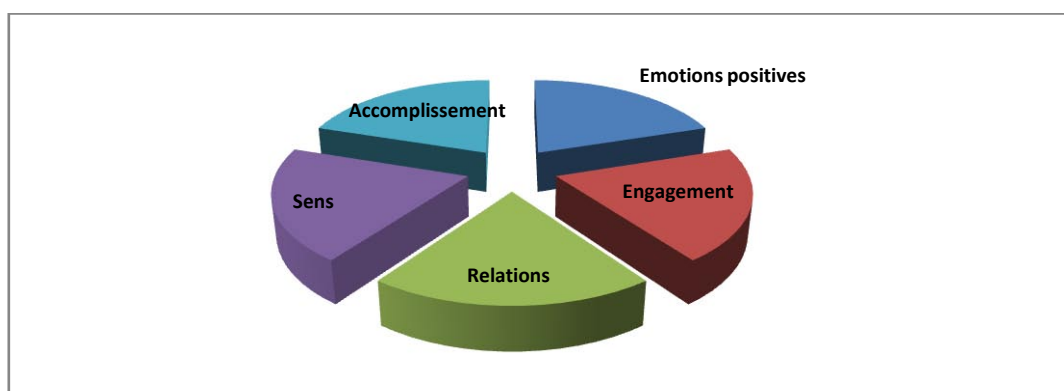 Emotions positives
Accomplissement
Engagement
Sens
Relations